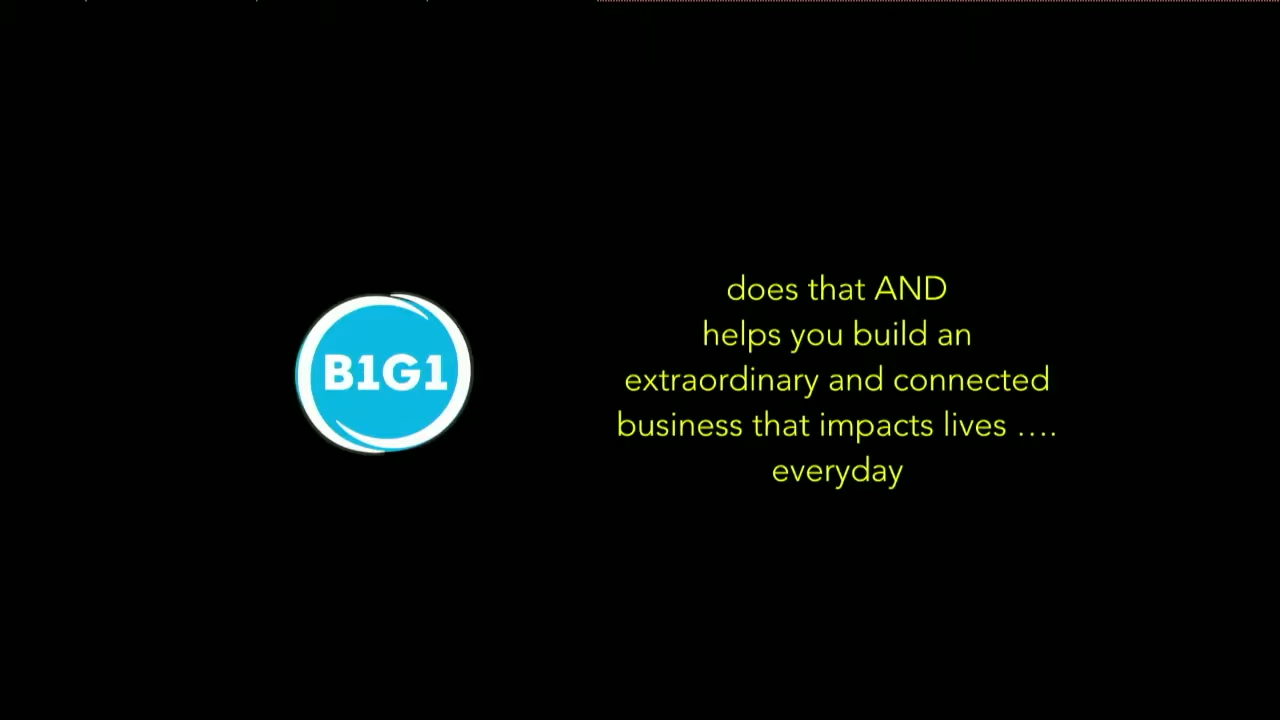 B1G1
does that AND
helps you build an
extraordinary and connected
business that impacts lives ....
everyday